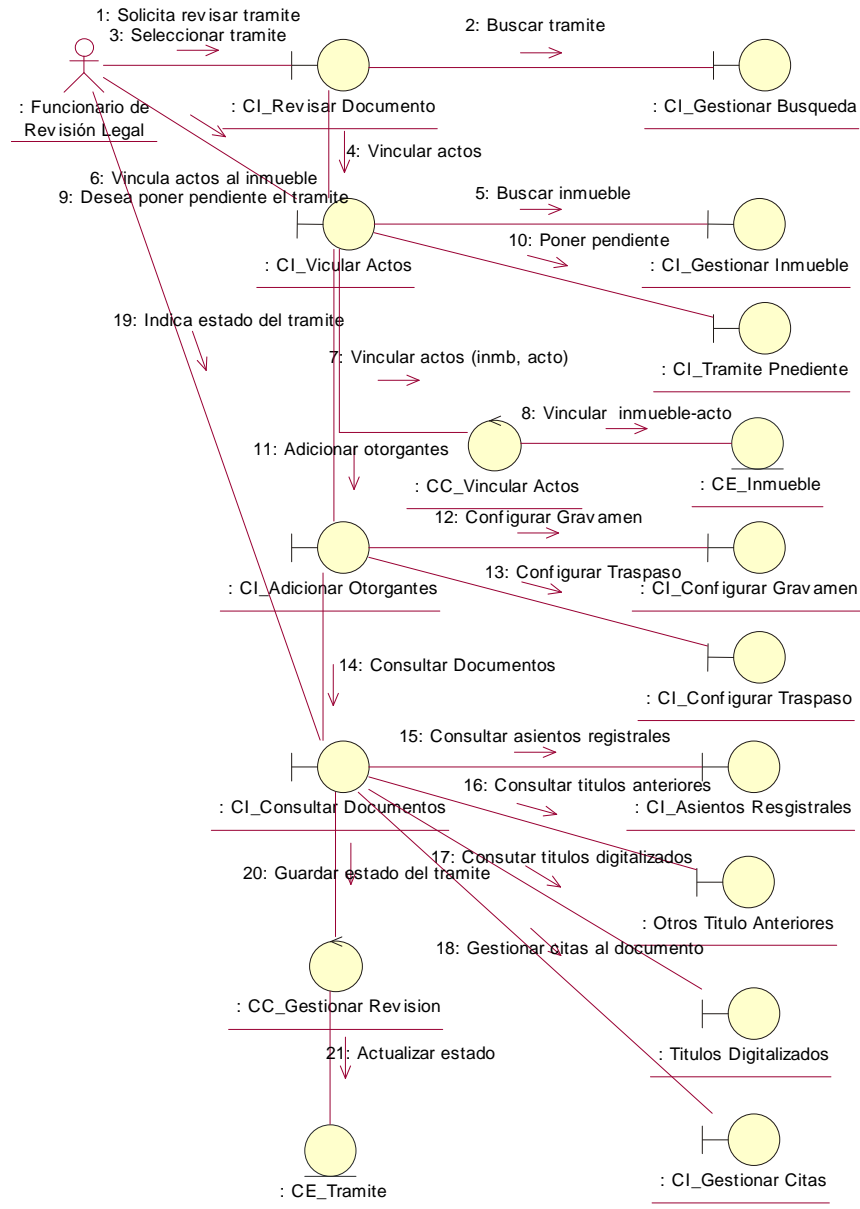 1: Solicita revisar tramite
3: Seleccionar tramite
2: Buscar tramite
: Funcionario de
Revisión Legal
: CI_Revisar Documento
: CI_Gestionar Busqueda
4: Vincular actos
6: Vincula actos al inmueble
9: Desea poner pendiente el tramite
5: Buscar inmueble
10: Poner pendiente
: CI_Vicular Actos
: CI_Gestionar Inmueble
19: Indica estado del tramite
7: Vincular actos (inmb, acto)
: CI_Tramite Pnediente
8: Vincular inmueble-acto
11: Adicionar otorgantes
: CC_Vincular Actos
: CE_Inmueble
12: Configurar Gravamen
13: Configurar Traspaso
: CI_Adicionar Otorgantes
: CI_Configurar Gravamen
14: Consultar Documentos
: CI_Configurar Traspaso
15: Consultar asientos registrales
16: Consultar titulos anteriores
: CI_Consultar Documentos
: CI_Asientos Resgistrales
17: Consutar titulos digitalizados
20: Guardar estado del tramite
: Otros Titulo Anteriores
18: Gestionar citas al documento
: CC_Gestionar Revision
21: Actualizar estado
: Titulos Digitalizados
: CE_Tramite
: CI_Gestionar Citas